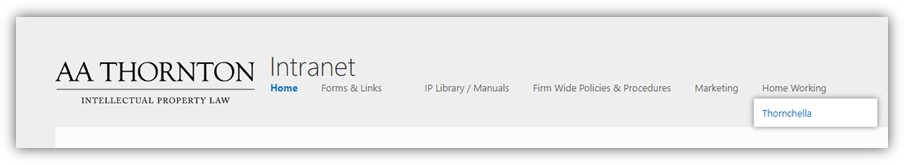 AA THORNTON
INTELLECTUAL PROPERTY LAW
Intranet
Home Forms & Links IP Library / Manuals Firm Wide Policies & Procedures Marketing Home Working
Thornchella